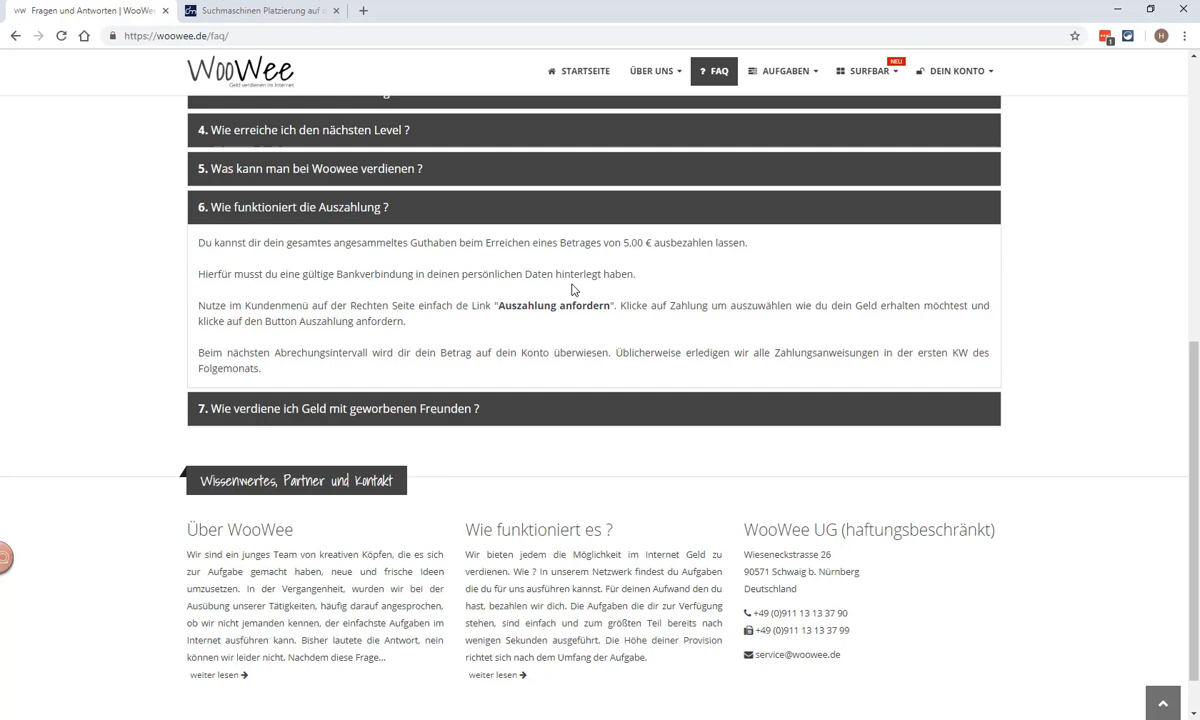 Fragen und Antworten | WooWe
Suchmaschinen Platzierung auf
https://woowee.de/faq/
1
H
WooWee
Geld verdienen im Internet
STARTSEITE
ÜBER UNS
? FAQ
AUFGABEN
NEU
SURFBAR
DEIN KONTO
4. Wie erreiche ich den nächsten Level ?
5. Was kann man bei Woowee verdienen ?
6. Wie funktioniert die Auszahlung ?
Du kannst dir dein gesamtes angesammeltes Guthaben beim Erreichen eines Betrages von 5,00 € ausbezahlen lassen.
Hierfür musst du eine gültige Bankverbindung in deinen persönlichen Daten hinterlegt haben.
Nutze im Kundenmenü auf der Rechten Seite einfach de Link "Auszahlung anfordern". Klicke auf Zahlung um auszuwählen wie du dein Geld erhalten möchtest und
klicke auf den Button Auszahlung anfordern.
Beim nächsten Abrechungsintervall wird dir dein Betrag auf dein Konto überwiesen. Üblicherweise erledigen wir alle Zahlungsanweisungen in der ersten KW des
Folgemonats.
7. Wie verdiene ich Geld mit geworbenen Freunden ?
Wissenwertes, Partner und Kontakt
Über WooWee
Wir sind ein junges Team von kreativen Köpfen, die es sich
zur Aufgabe gemacht haben, neue und frische Ideen
umzusetzen. In der Vergangenheit, wurden wir bei der
Ausübung unserer Tätigkeiten, häufig darauf angesprochen,
ob wir nicht jemanden kennen, der einfachste Aufgaben im
Internet ausführen kann. Bisher lautete die Antwort, nein
können wir leider nicht. Nachdem diese Frage...
weiter lesen
Wie funktioniert es ?
Wir bieten jedem die Möglichkeit im Internet Geld zu
verdienen. Wie ? In unserem Netzwerk findest du Aufgaben
die du für uns ausführen kannst. Für deinen Aufwand den du
hast, bezahlen wir dich. Die Aufgaben die dir zur Verfügung
stehen, sind einfach und zum größten Teil bereits nach
wenigen Sekunden ausgeführt. Die Höhe deiner Provision
richtet sich nach dem Umfang der Aufgabe.
weiter lesen
WooWee UG (haftungsbeschränkt)
Wieseneckstrasse 26
90571 Schwaig b. Nürnberg
Deutschland
+49 (0)911 13 13 37 90
+49 (0)911 13 13 37 99
service@woowee.de